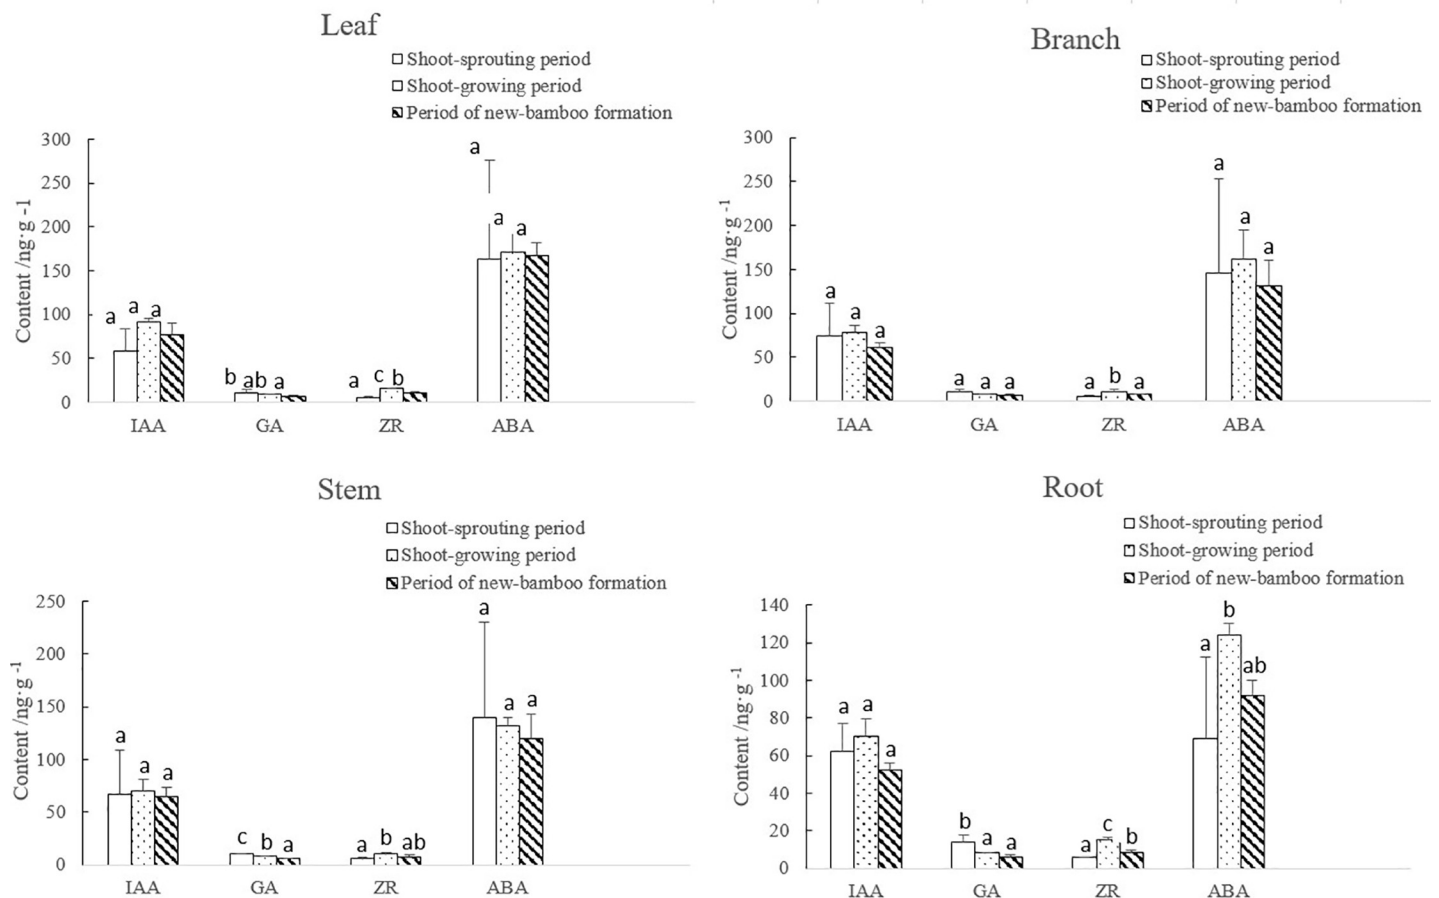 Leaf
Shoot-sprouting period
Shoot-growing period
Period of new-bamboo formation
Content /ng·g -1
300
250
200
150
100
50
0
a a a
b ab a
a c b
a a a
IAA GA ZR ABA
Branch
Shoot-sprouting period
Shoot-growing period
Period of new-bamboo formation
Content /ng·g -1
300
250
200
150
100
50
0
a a a
a a a
a b a
a a a
IAA GA ZR ABA
Stem
Shoot-sprouting period
Shoot-growing period
Period of new-bamboo formation
Content /ng·g -1
250
200
150
100
50
0
a a a
c b a
a b ab
a a a
IAA GA ZR ABA
Root
Shoot-sprouting period
Shoot-growing period
Period of new-bamboo formation
Content /ng·g -1
140
120
100
80
60
40
20
0
a a a
b a a
a c b
a b ab
IAA GA ZR ABA